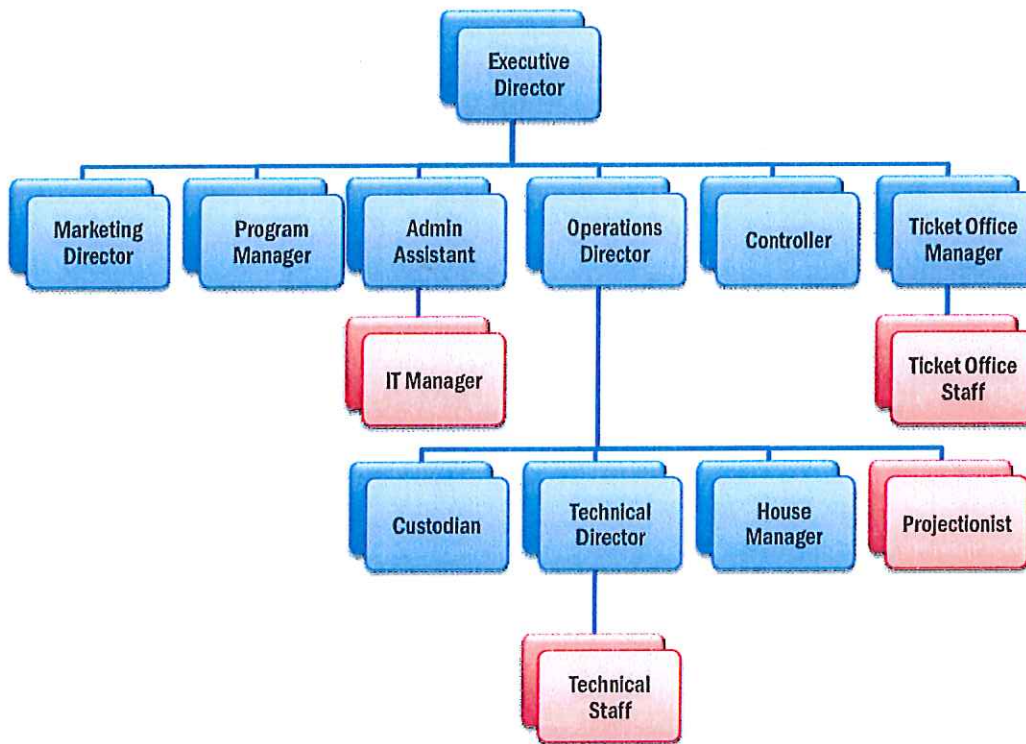 Executive
Director
Marketing
Director
Program
Manager
Admin
Assistant
Operations
Director
Controller
Ticket Office
Manager
IT Manager
Ticket Office
Staff
Custodian
Technical
Director
House
Manager
Projectionist
Technical
Staff